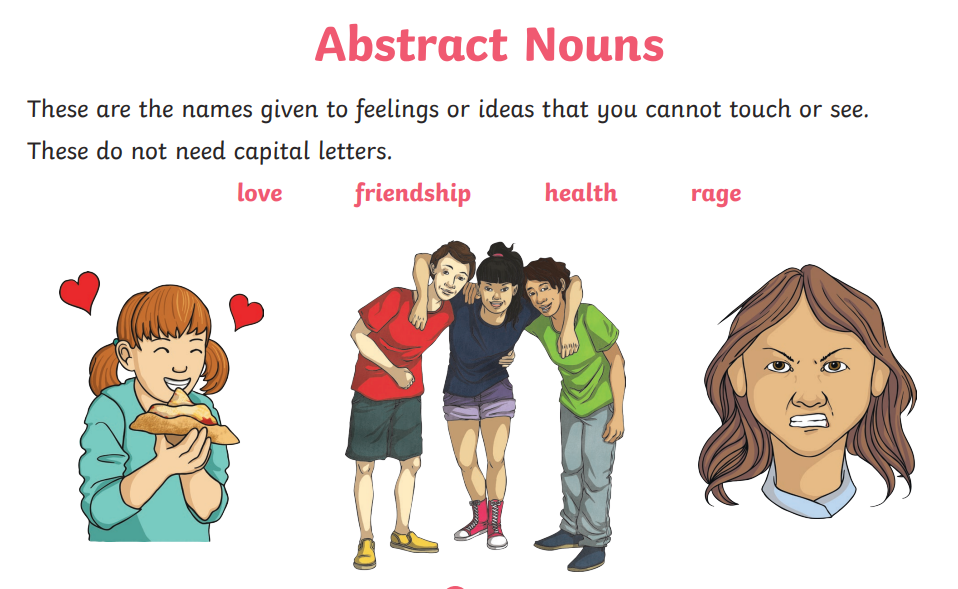 Abstract Nouns
These are the names given to feelings or ideas that you cannot touch or see.
These do not need capital letters.
love friendship health rage